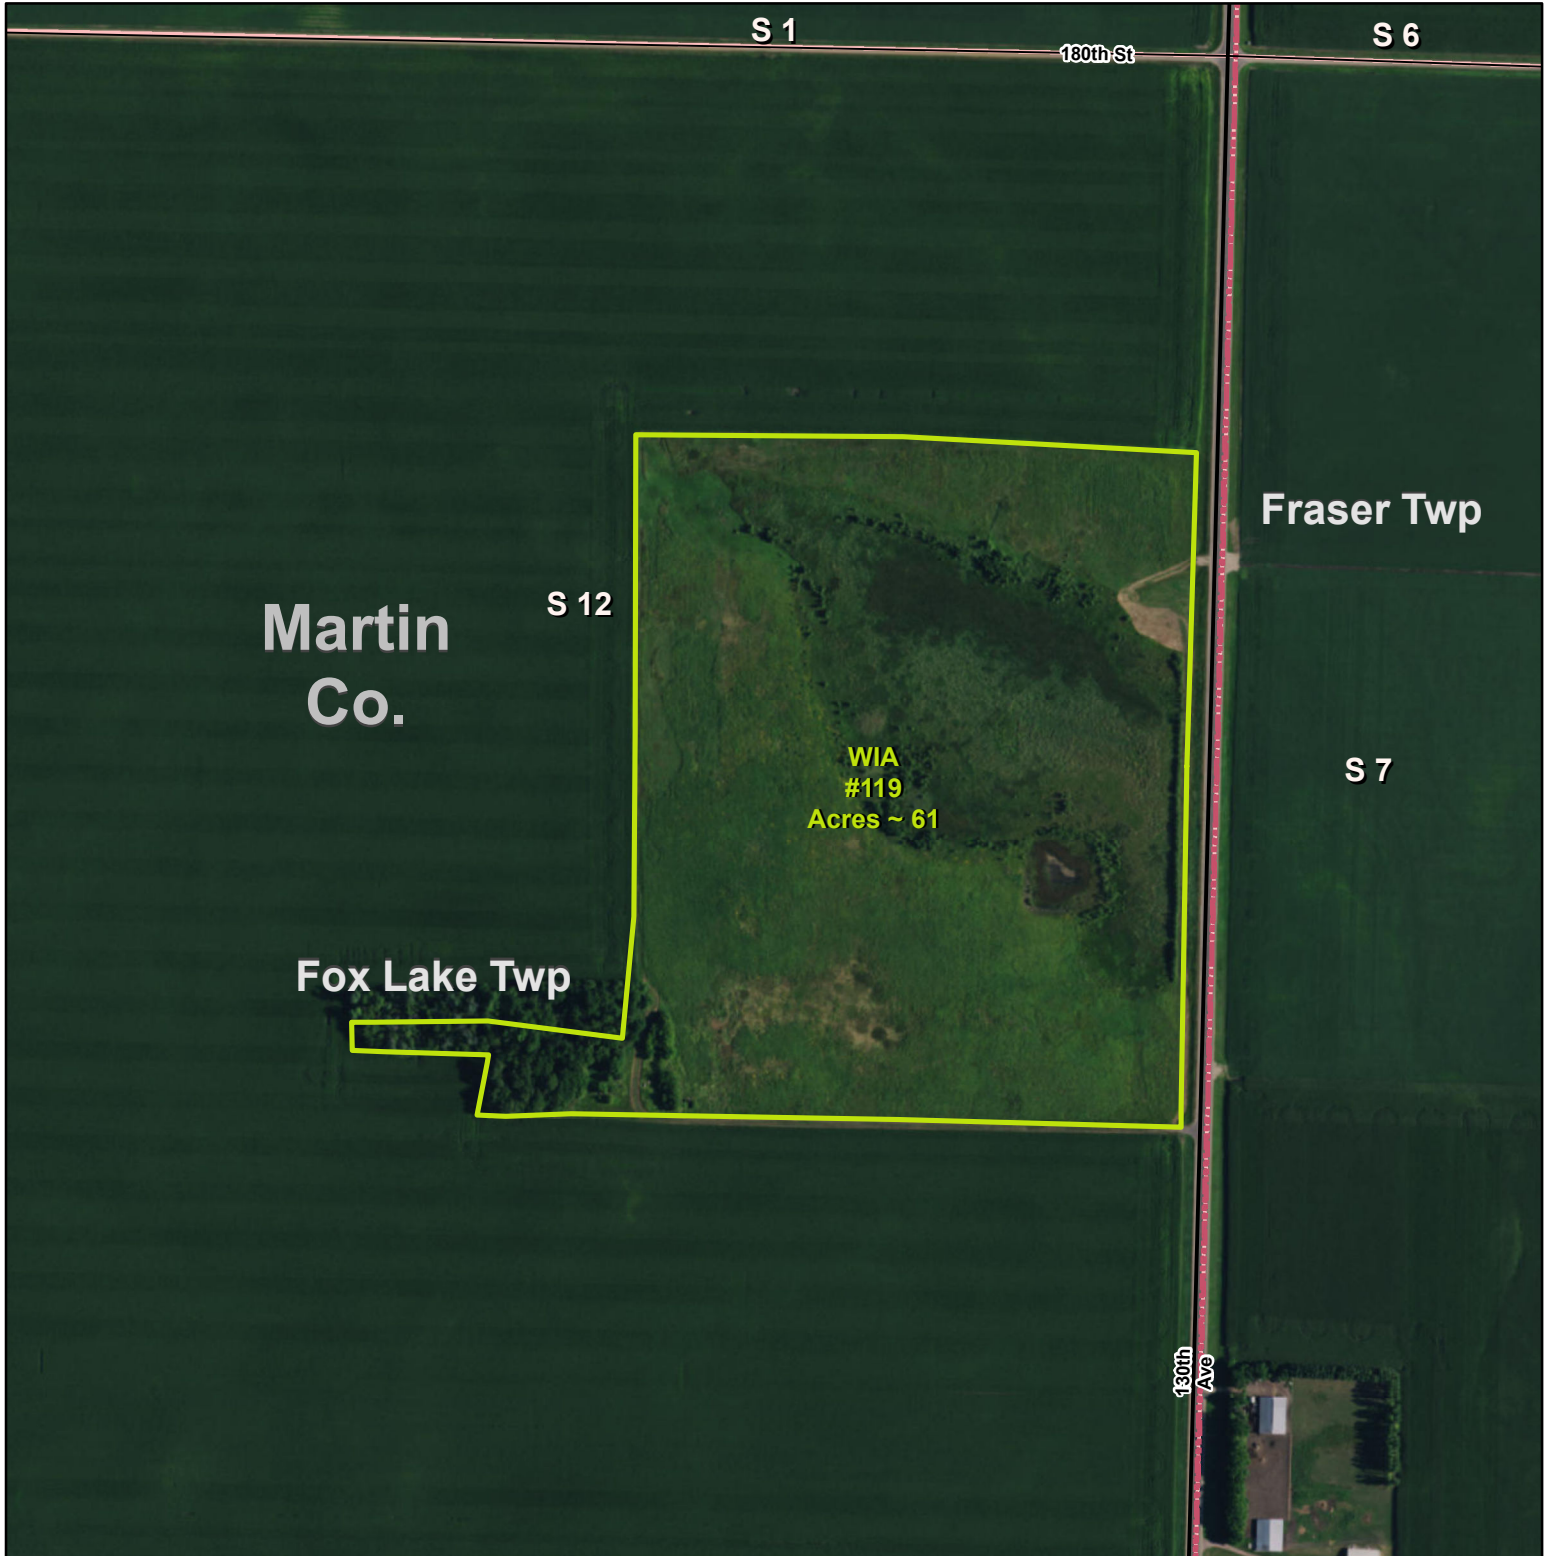 S 1
S 6
180th St
Fraser Twp
S 12
Martin
Co.
WIA
#119
Acres ~ 61
S 7
Fox Lake Twp
130th
Ave